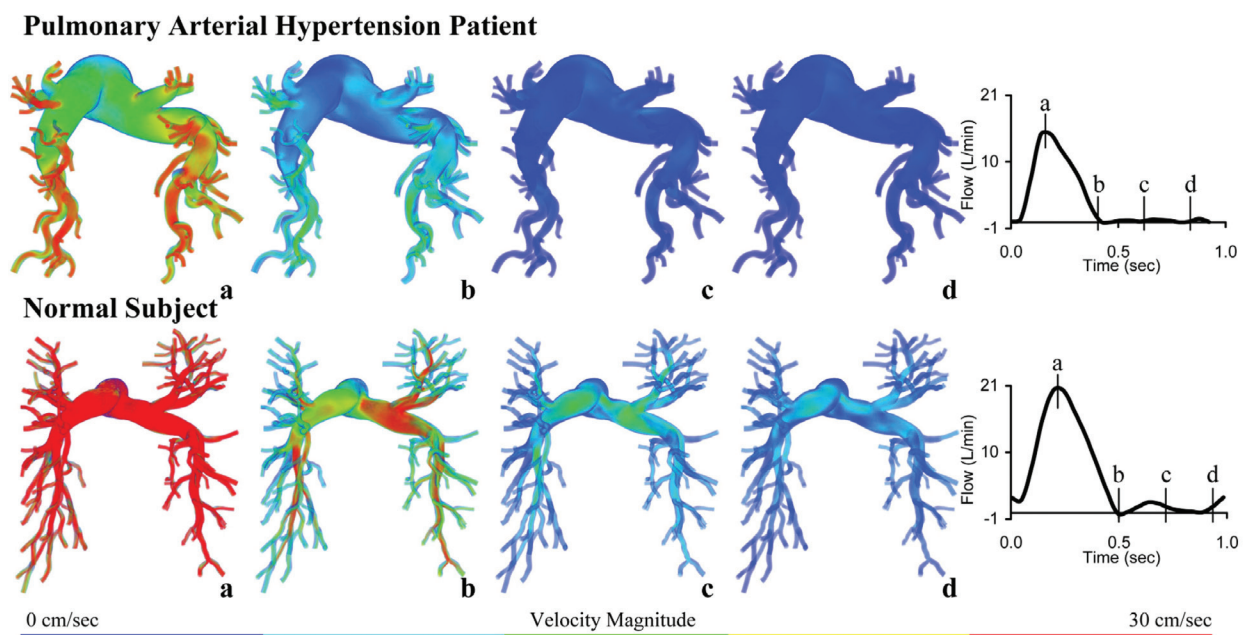 Pulmonary Arterial Hypertension Patient
a
b
c
d
21
10
-1
Flow (L/min)
a
b
c
d
0.0
0.5
1.0
Time (sec)
Normal Subject
a
b
c
d
21
10
-1
Flow (L/min)
a
b
c
d
0.0
0.5
1.0
Time (sec)
0 cm/sec
Velocity Magnitude
30 cm/sec